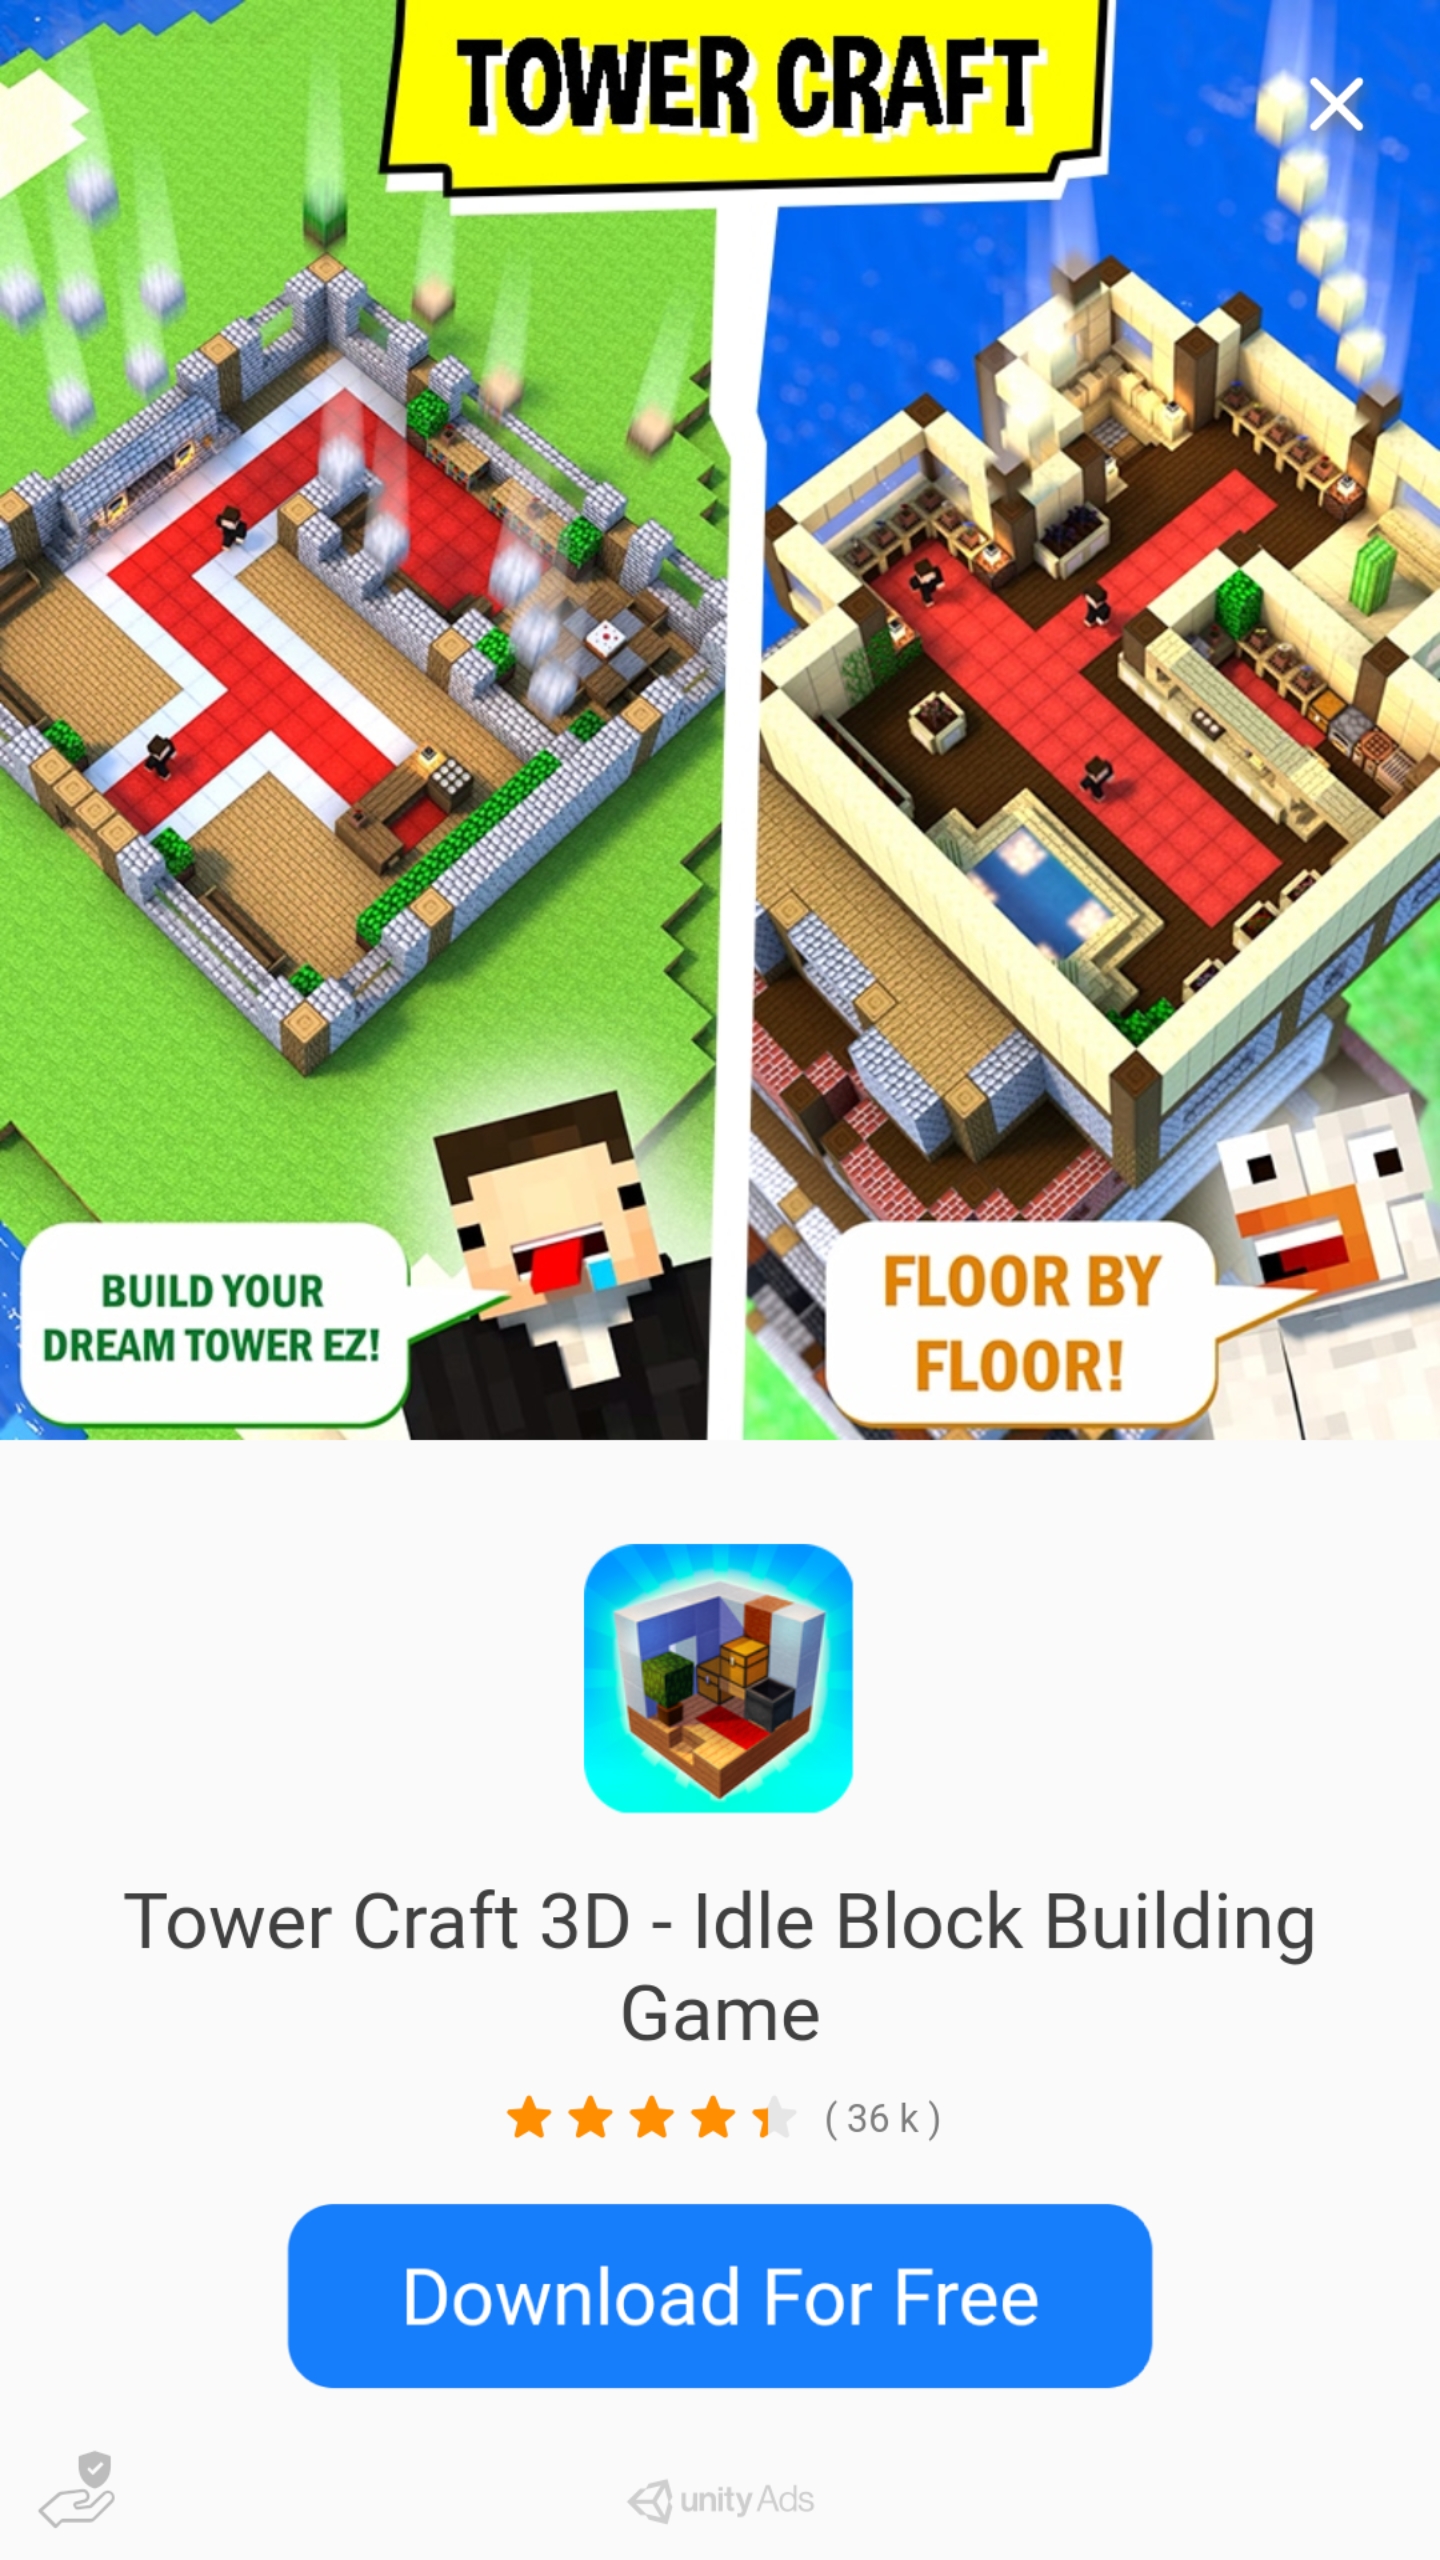 TOWER CRAFT
BUILD YOUR
DREAM TOWER EZ!
FLOOR BY
FLOOR!
Tower Craft 3D - Idle Block Building
Game
( 36 k )
Download For Free
unity Ads